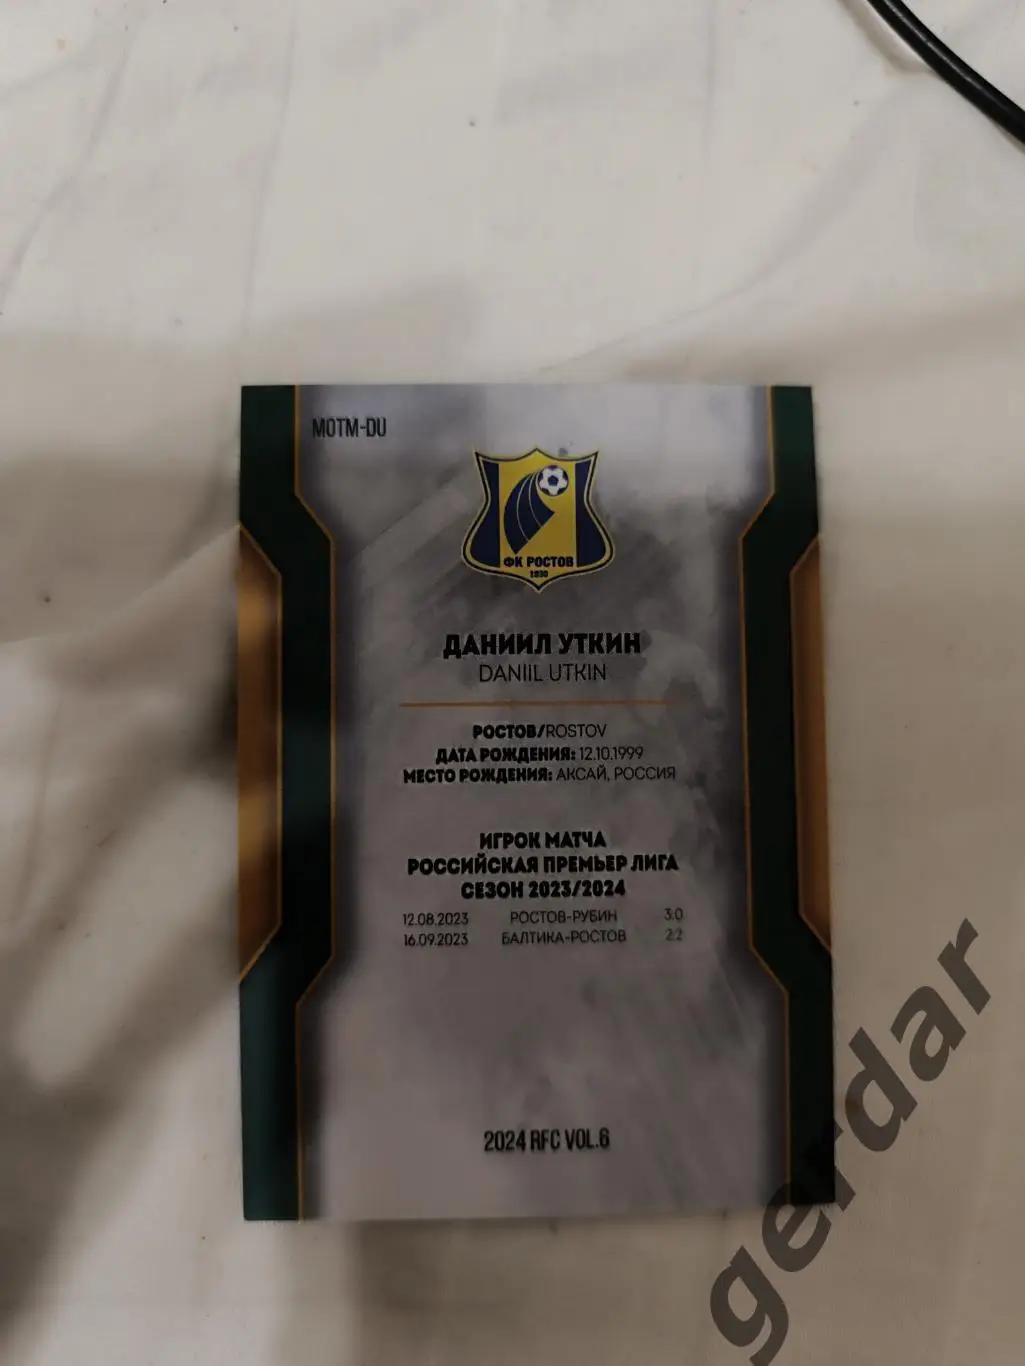 MOTM-DU
ФК РОСТОВ
1930
ДАНИИЛ УТКИН
DANIIL UTKIN
РОСТОВ/ROSTOV
ДАТА РОЖДЕНИЯ: 12.10.1999
МЕСТО РОЖДЕНИЯ: АКСАЙ, РОССИЯ
ИГРОК МАТЧА
РОССИЙСКАЯ ПРЕМЬЕР ЛИГА
СЕЗОН 2023/2024
12.08.2023 РОСТОВ-РУБИН 3:0
16.09.2023 БАЛТИКА-РОСТОВ 2:2
2024 RFC VOL.6
gerdar